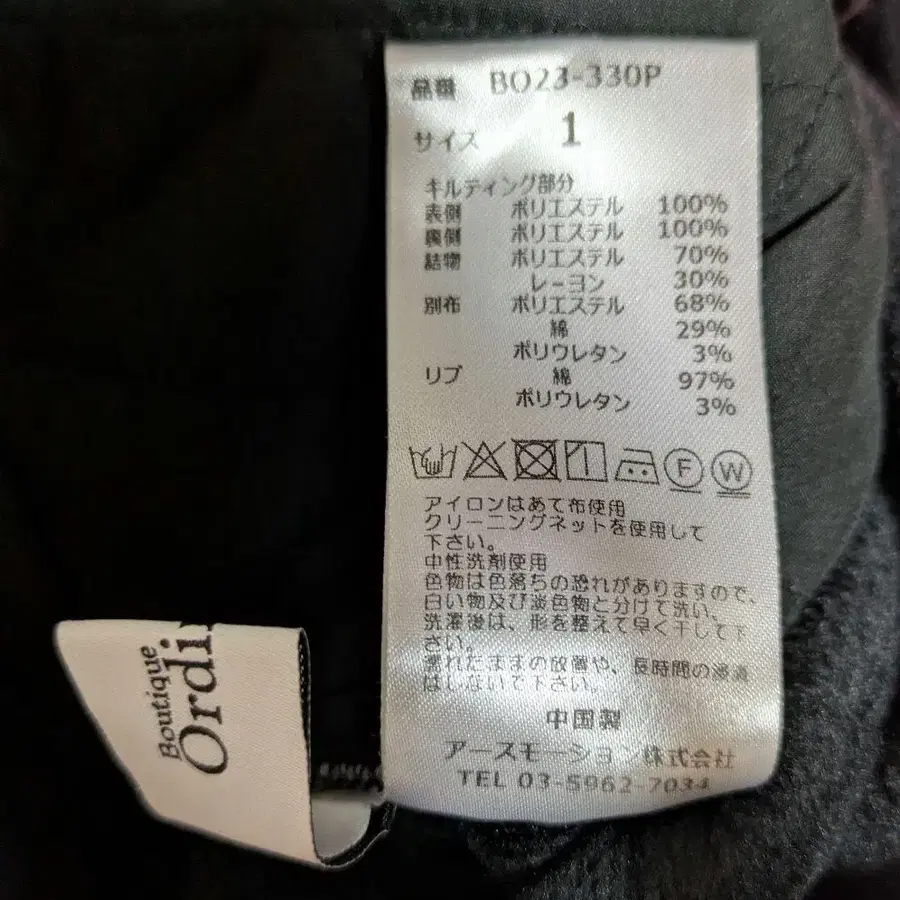 品番 BO23-330P
サイズ 1
キルティング部分
表側 ポリエステル 100%
裏側 ポリエステル 100%
詰物 ポリエステル 70%
レーヨン 30%
別布 ポリエステル 68%
綿 29%
ポリウレタン 3%
リブ 綿 97%
ポリウレタン 3%
F W
アイロンはあて布使用
クリーニングネットを使用して
下さい。
中性洗剤使用
色物は色落ちの恐れがありますので、
白い物及び淡色物と分けて洗い、
洗濯後は、形を整えて早く干して下
さい。
濡れたままの放置や、長時間の浸漬
はしないで下さい。
中国製
アースモーション株式会社
TEL 03-5962-7034
Boutique